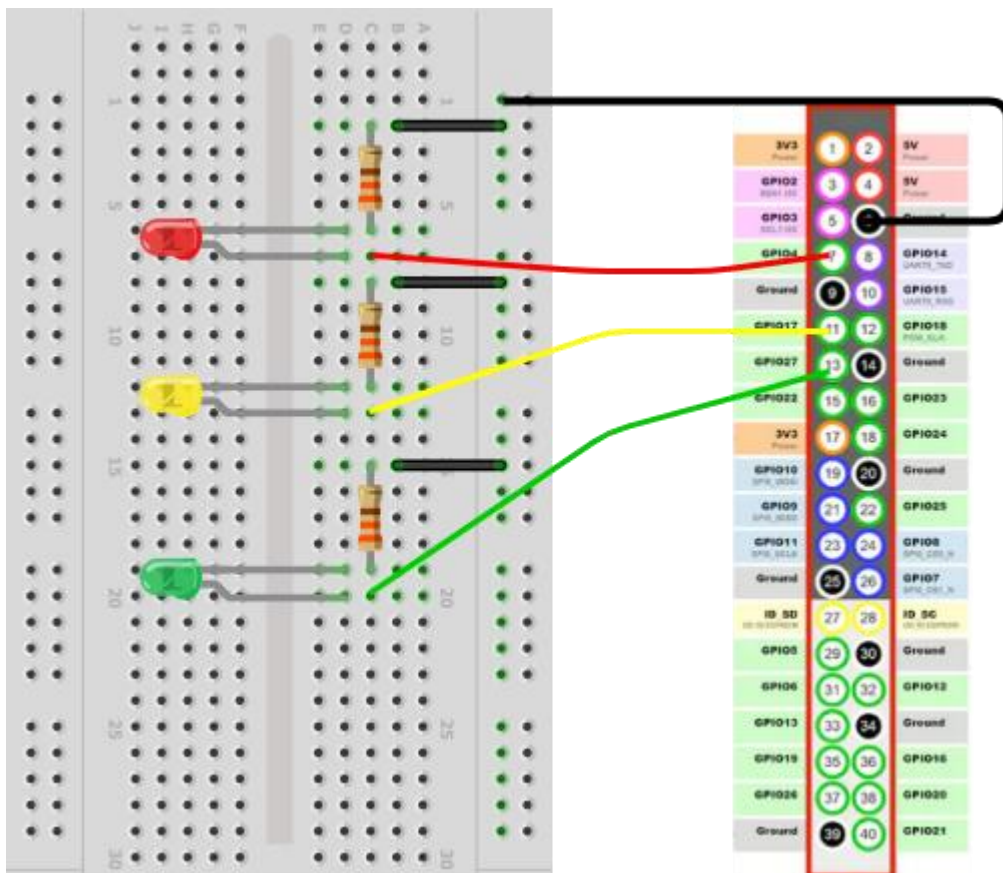 J I H G F E D C B A
1 1
5 5
10 10
15
20 20
25 25
30 30
3V3 1 2 5V
Power Power
GPIO2 3 4 5V
Power
GPIO3 5 Ground
GPIO4 7 8 GPIO14
UART0_TXD
Ground 9 10 GPIO15
UART0_RXD
GPIO17 11 12 GPIO18
PCM_CLK
GPIO27 13 14 Ground
GPIO22 15 16 GPIO23
3V3 17 18 GPIO24
Power
GPIO10 19 20 Ground
GPIO9 21 22 GPIO25
GPIO11 23 24 GPIO8
Ground 25 26 GPIO7
ID_SD 27 28 ID_SC
GPIO5 29 30 Ground
GPIO6 31 32 GPIO12
GPIO13 33 34 Ground
GPIO19 35 36 GPIO16
GPIO26 37 38 GPIO20
Ground 39 40 GPIO21